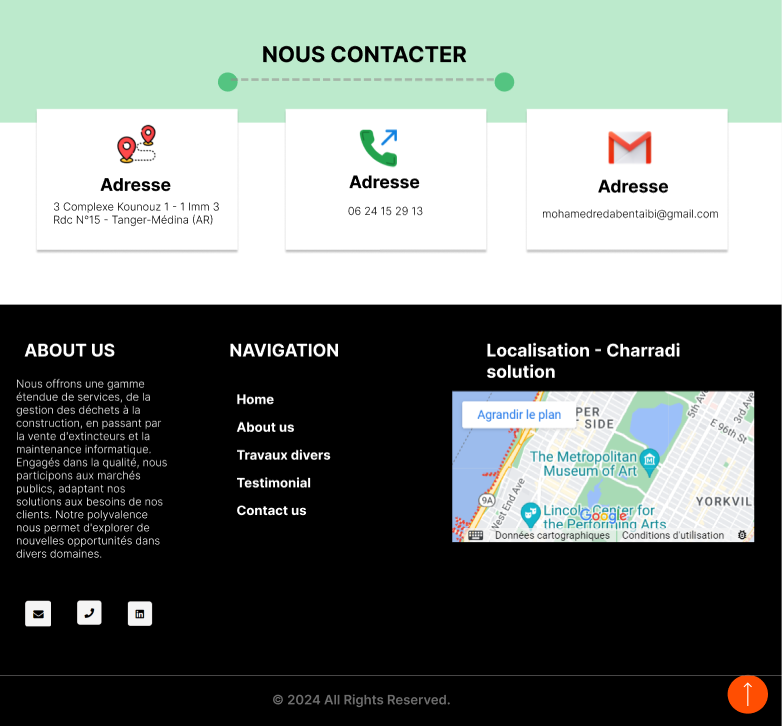 NOUS CONTACTER
Adresse
3 Complexe Kounouz 1 - 1 Imm 3
Rdc N°15 - Tanger-Médina (AR)
Adresse
06 24 15 29 13
Adresse
mohamedredabentaibi@gmail.com
ABOUT US
Nous offrons une gamme
étendue de services, de la
gestion des déchets à la
construction, en passant par
la vente d'extincteurs et la
maintenance informatique.
Engagés dans la qualité, nous
participons aux marchés
publics, adaptant nos
solutions aux besoins de nos
clients. Notre polyvalence
nous permet d'explorer de
nouvelles opportunités dans
divers domaines.
NAVIGATION
Home
About us
Travaux divers
Testimonial
Contact us
Localisation - Charradi
solution
Agrandir le plan
PER
SIDE
5th Av
3rd Av
E 96th St
The Metropolitan
Museum of Art
9A
West End Ave
YORKVIL
Lincoln Center for
the Performing Arts
Google
Données cartographiques
Conditions d'utilisation
© 2024 All Rights Reserved.